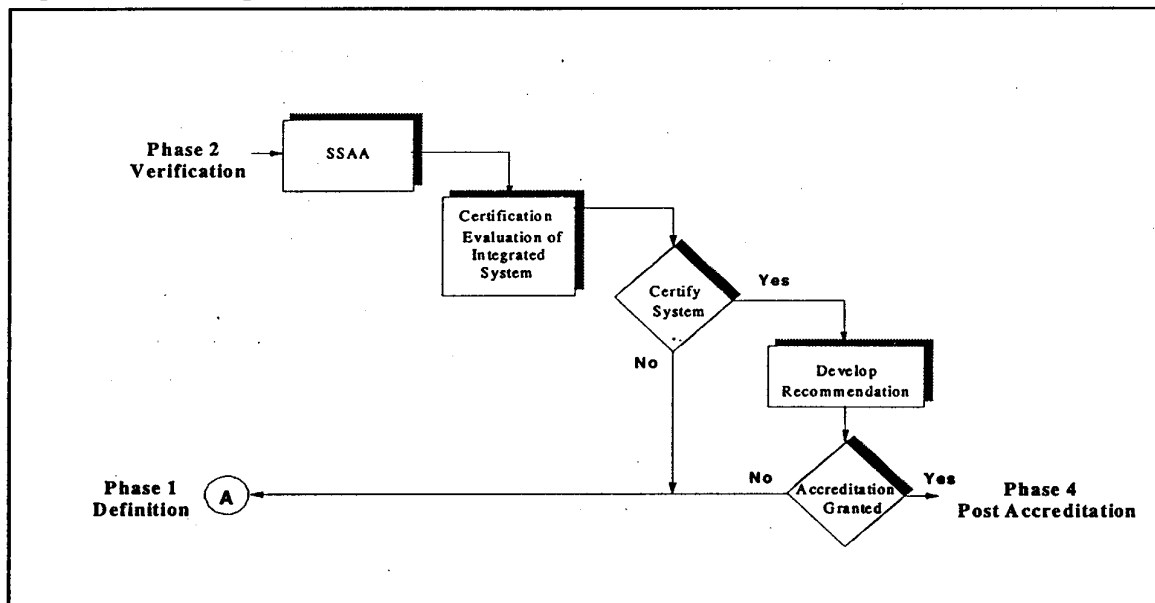 Phase 2
Verification
SSAA
Certification
Evaluation of
Integrated
System
Certify
System
Yes
No
Develop
Recommendation
No
Accreditation
Granted
Yes
Phase 1
Definition
A
Phase 4
Post Accreditation